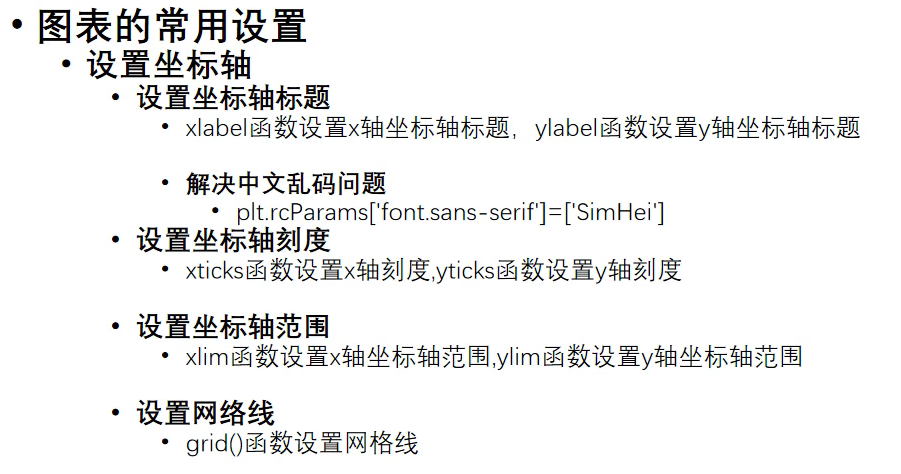 • 图表的常用设置
• 设置坐标轴
• 设置坐标轴标题
• xlabel函数设置x轴坐标轴标题，ylabel函数设置y轴坐标轴标题
• 解决中文乱码问题
• plt.rcParams['font.sans-serif']=['SimHei']
• 设置坐标轴刻度
• xticks函数设置x轴刻度,yticks函数设置y轴刻度
• 设置坐标轴范围
• xlim函数设置x轴坐标轴范围,ylim函数设置y轴坐标轴范围
• 设置网络线
• grid()函数设置网格线